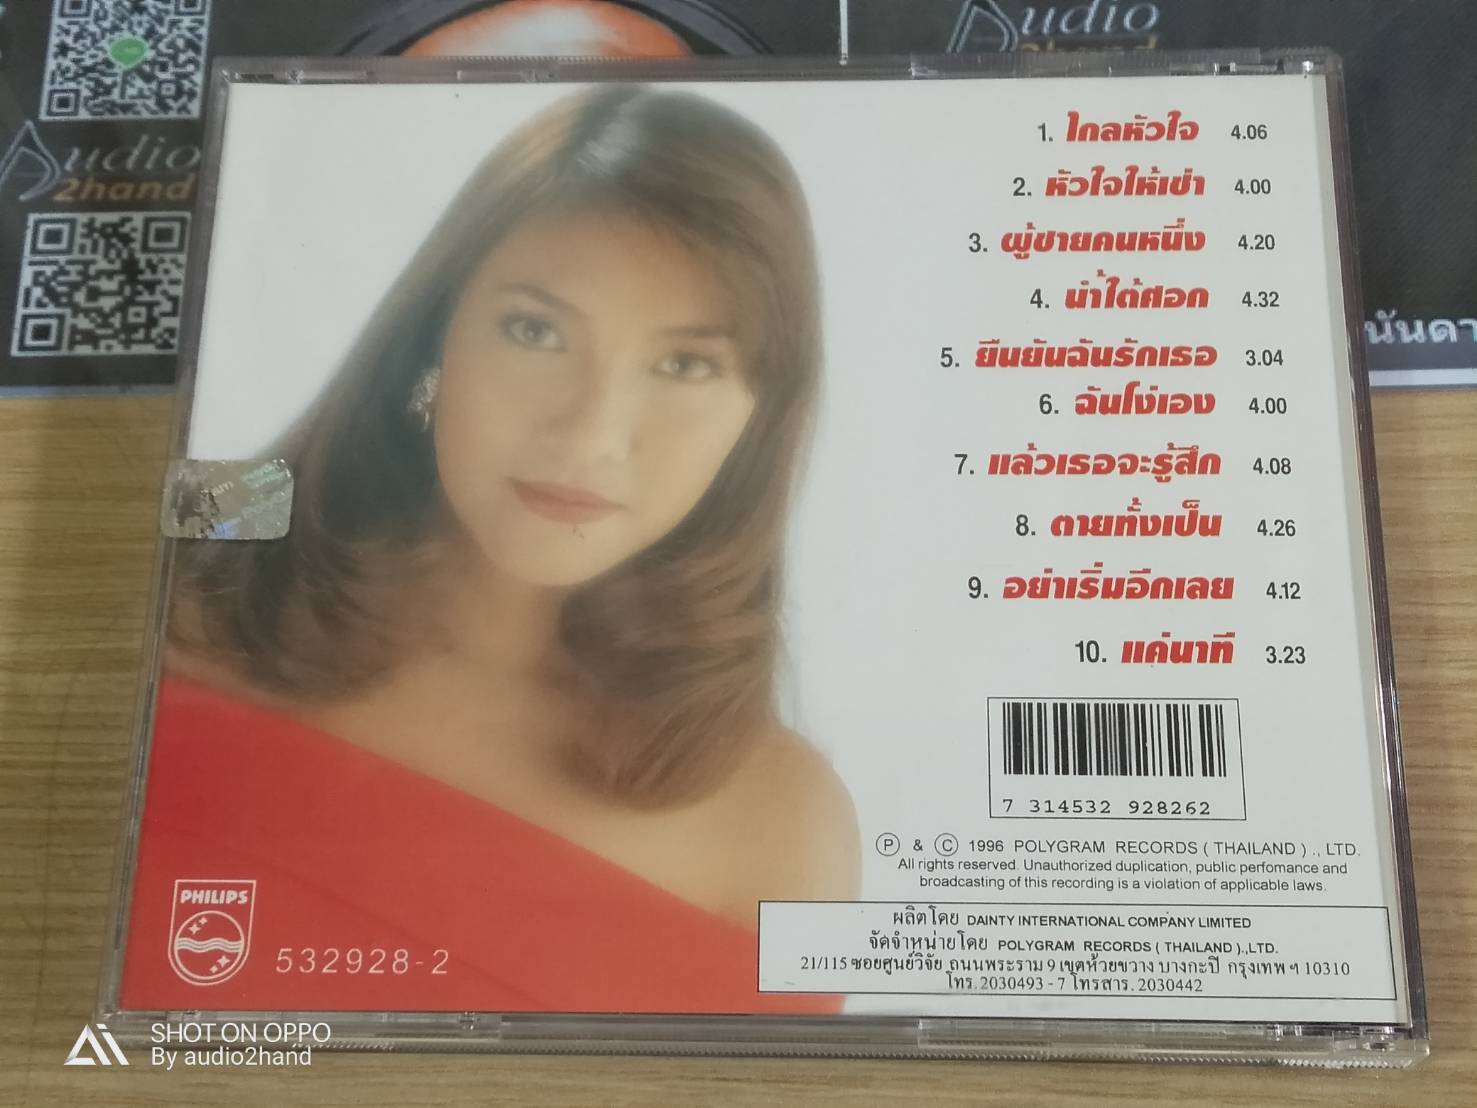 Audio
2hand
Audio
2hand
นันดา
1. ไกลหัวใจ 4.06
2. หัวใจให้เช่า 4.00
3. ผู้ชายคนหนึ่ง 4.20
4. น้ำใต้ศอก 4.32
5. ยืนยันฉันรักเธอ 3.04
6. ฉันโง่เอง 4.00
7. แล้วเธอจะรู้สึก 4.08
8. ตายทั้งเป็น 4.26
9. อย่าเริ่มอีกเลย 4.12
10. แค่นาที 3.23
7 314532 928262
Ⓟ & Ⓒ 1996 POLYGRAM RECORDS ( THAILAND ) ., LTD.
All rights reserved. Unauthorized duplication, public perfomance and
broadcasting of this recording is a violation of applicable laws.
ผลิตโดย DAINTY INTERNATIONAL COMPANY LIMITED
จัดจำหน่ายโดย POLYGRAM RECORDS ( THAILAND ).,LTD.
21/115 ซอยศูนย์วิจัย ถนนพระราม 9 เขตห้วยขวาง บางกะปิ กรุงเทพ ฯ 10310
โทร. 2030493 - 7 โทรสาร. 2030442
PHILIPS
532928-2
SHOT ON OPPO
By audio2hand